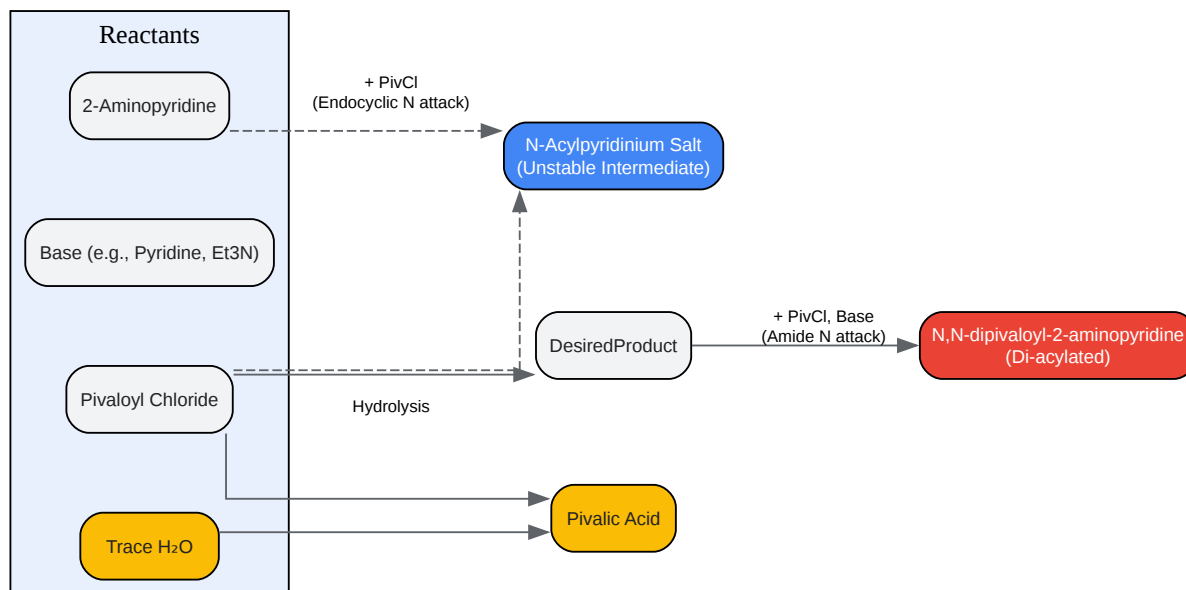 Reactants
2-Aminopyridine
+ PivCl
(Endocyclic N attack)
N-Acylpyridinium Salt
(Unstable Intermediate)
Base (e.g., Pyridine, Et3N)
DesiredProduct
+ PivCl, Base
(Amide N attack)
N,N-dipivaloyl-2-aminopyridine
(Di-acylated)
Pivaloyl Chloride
Hydrolysis
Pivalic Acid
Trace H₂O